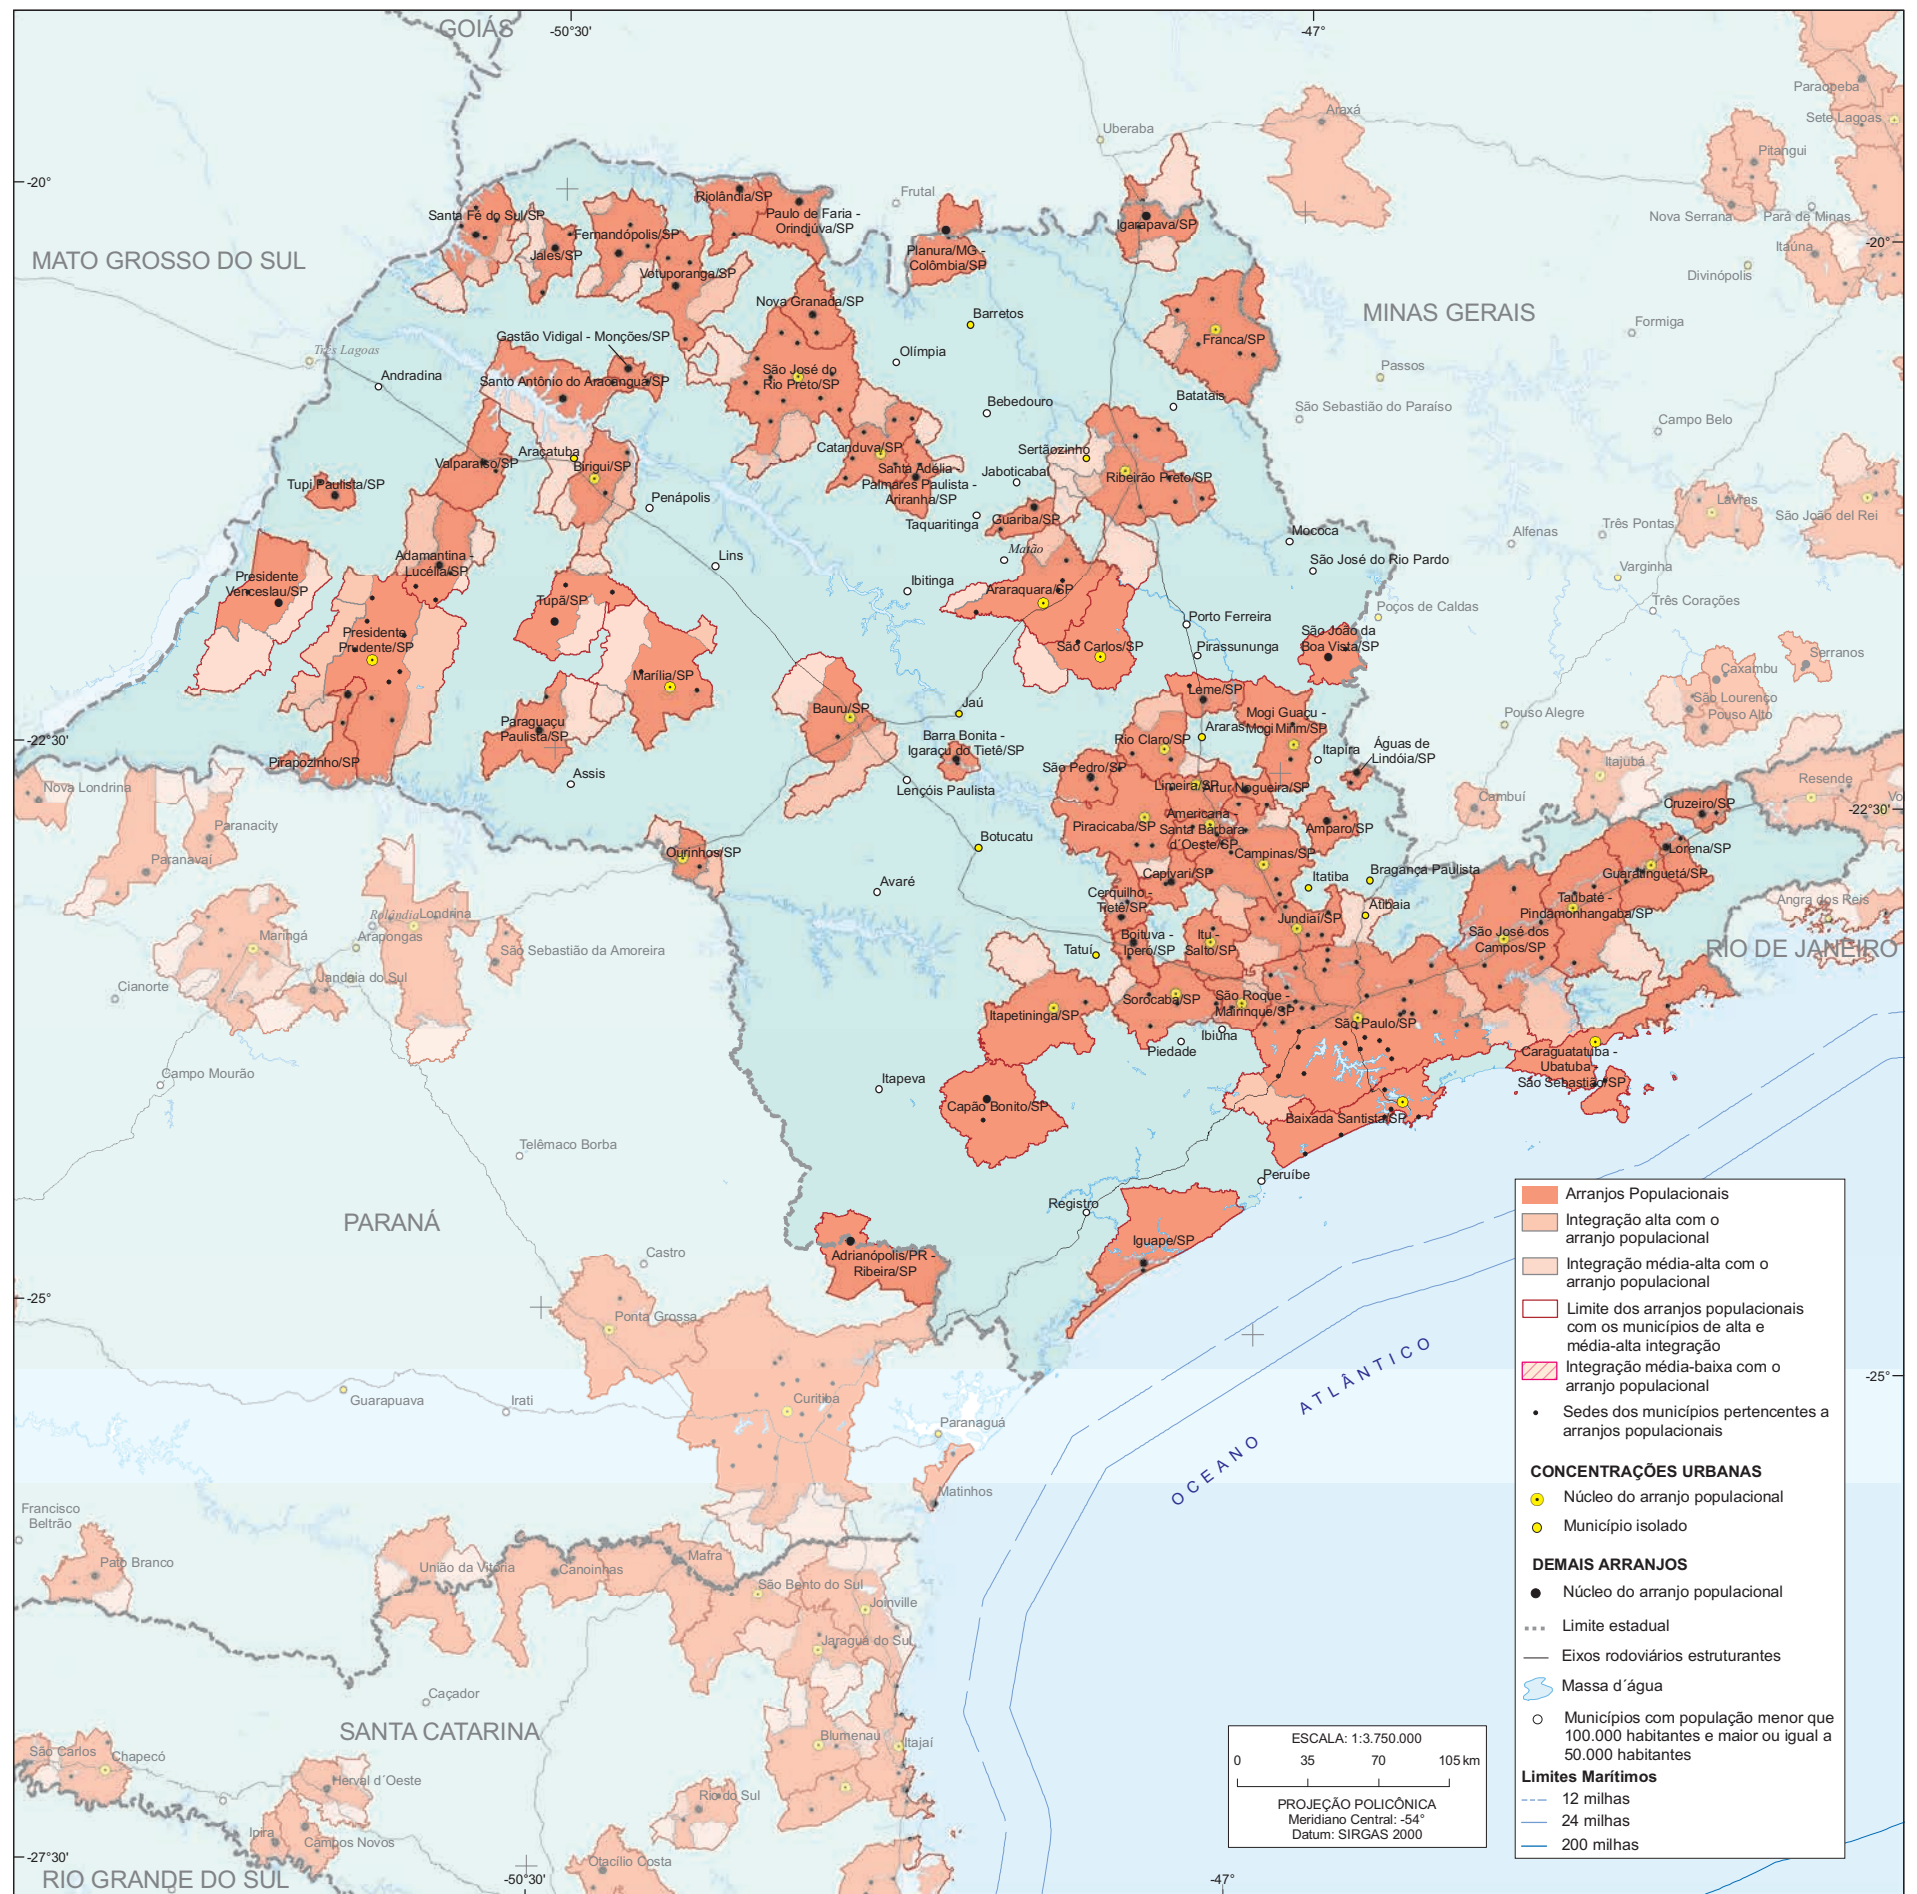 GOIÁS
-50°30'
-47°
Paraopeba
Sete Lagoas
Araxá
Uberaba
Pitangui
-20°
Frutal
Nova Serrana
Pará de Minas
Riolândia/SP
Santa Fé do Sul/SP
Paulo de Faria -
Orindiúva/SP
Igarapava/SP
Fernandópolis/SP
-20°
Itaúna
MATO GROSSO DO SUL
Jales/SP
Planura/MG -
Colômbia/SP
Votuporanga/SP
Divinópolis
Nova Granada/SP
MINAS GERAIS
Barretos
Formiga
Gastão Vidigal - Monções/SP
Franca/SP
Três Lagoas
Olímpia
Passos
Andradina
Santo Antônio do Aracanguá/SP
São José do
Rio Preto/SP
Bebedouro
Batatais
São Sebastião do Paraíso
Campo Belo
Catanduva/SP
Sertãozinho
Araçatuba
Valparaíso/SP
Birigui/SP
Santa Adélia -
Palmares Paulista -
Ariranha/SP
Jaboticabal
Ribeirão Preto/SP
Tupi Paulista/SP
Penápolis
Lavras
São João del Rei
Taquaritinga
Guariba/SP
Três Pontas
Mococa
Alfenas
Matão
Lins
Adamantina -
Lucélia/SP
São José do Rio Pardo
Varginha
Presidente
Venceslau/SP
Ibitinga
Araraquara/SP
Tupã/SP
Três Corações
Poços de Caldas
Porto Ferreira
Presidente
Prudente/SP
São João da
Boa Vista/SP
São Carlos/SP
Pirassununga
Serranos
Marília/SP
Caxambu
Leme/SP
São Lourenço
Bauru/SP
Jaú
Pouso Alto
Paraguaçu
Paulista/SP
Mogi Guaçu -
Mogi Mirim/SP
Pouso Alegre
Araras
Barra Bonita -
Igaraçu do Tietê/SP
Rio Claro/SP
-22°30'
Itapira
Águas de
Lindóia/SP
Pirapozinho/SP
São Pedro/SP
Itajubá
Assis
Lençóis Paulista
Limeira/SP
Artur Nogueira/SP
Resende
Nova Londrina
Cambuí
Cruzeiro/SP
-22°30'
Paranacity
Piracicaba/SP
Americana -
Santa Bárbara
d´Oeste/SP
Amparo/SP
Botucatu
Ourinhos/SP
Campinas/SP
Lorena/SP
Paranavaí
Capivari/SP
Itatiba
Bragança Paulista
Guaratinguetá/SP
Avaré
Cerquilho -
Tietê/SP
Taubaté -
Pindamonhangaba/SP
Angra dos Reis
Rolândia
Londrina
Jundiaí/SP
Atibaia
Maringá
Arapongas
São Sebastião da Amoreira
Boituva -
Iperó/SP
Itu -
Salto/SP
São José dos
Campos/SP
RIO DE JANEIRO
Tatuí
Jandaia do Sul
Cianorte
Sorocaba/SP
São Roque -
Mairinque/SP
Itapetininga/SP
São Paulo/SP
Ibiúna
Piedade
Caraguatatuba -
Ubatuba
São Sebastião/SP
Campo Mourão
Itapeva
Capão Bonito/SP
Baixada Santista/SP
Telêmaco Borba
Peruíbe
Registro
PARANÁ
Iguape/SP
Castro
Adrianópolis/PR -
Ribeira/SP
-25°
Ponta Grossa
OCEANO ATLÂNTICO
-25°
Guarapuava
Irati
Curitiba
Paranaguá
Matinhos
Francisco
Beltrão
Pato Branco
União da Vitória
Canoinhas
Mafra
São Bento do Sul
Joinville
Jaraguá do Sul
Caçador
SANTA CATARINA
Blumenau
Itajaí
São Carlos
Chapecó
Herval d´Oeste
Rio do Sul
Ipira
Campos Novos
-27°30'
Otacílio Costa
RIO GRANDE DO SUL
-50°30'
-47°
Arranjos Populacionais
Integração alta com o
arranjo populacional
Integração média-alta com o
arranjo populacional
Limite dos arranjos populacionais
com os municípios de alta e
média-alta integração
Integração média-baixa com o
arranjo populacional
Sedes dos municípios pertencentes a
arranjos populacionais
CONCENTRAÇÕES URBANAS
Núcleo do arranjo populacional
Município isolado
DEMAIS ARRANJOS
Núcleo do arranjo populacional
Limite estadual
Eixos rodoviários estruturantes
Massa d´água
Municípios com população menor que
100.000 habitantes e maior ou igual a
50.000 habitantes
Limites Marítimos
12 milhas
24 milhas
200 milhas
ESCALA: 1:3.750.000
0 35 70 105 km
PROJEÇÃO POLICÔNICA
Meridiano Central: -54°
Datum: SIRGAS 2000